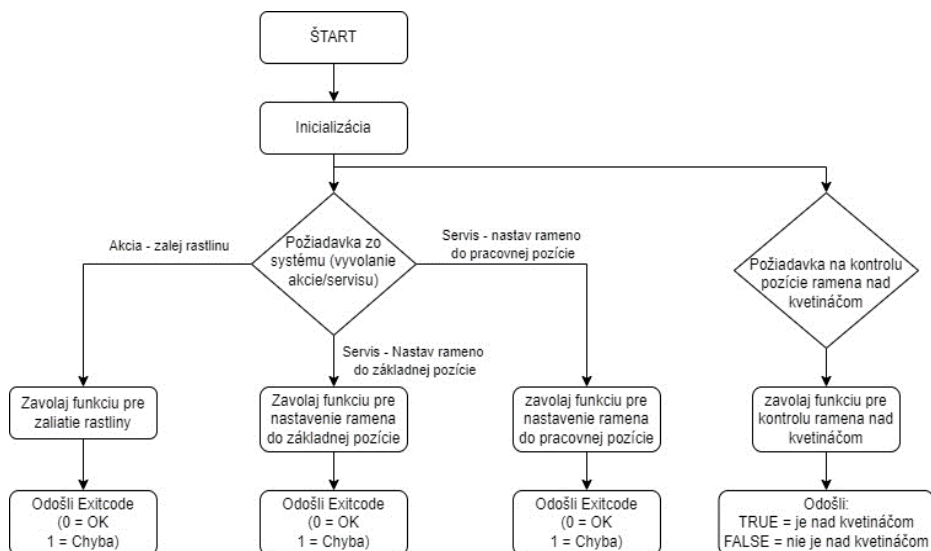 ŠTART
Inicializácia
Akcia - zalej rastlinu
Požiadavka zo
systému (vyvolanie
akcie/servisu)
Servis - nastav rameno
do pracovnej pozície
Požiadavka na kontrolu
pozície ramena nad
kvetináčom
Servis - Nastav rameno
do základnej pozície
Zavolaj funkciu pre
zaliatie rastliny
Zavolaj funkciu pre
nastavenie ramena
do základnej pozície
zavolaj funkciu pre
nastavenie ramena
do pracovnej pozície
zavolaj funkciu pre
kontrolu ramena nad
kvetináčom
Odošli Exitcode
(0 = OK
1 = Chyba)
Odošli Exitcode
(0 = OK
1 = Chyba)
Odošli Exitcode
(0 = OK
1 = Chyba)
Odošli:
TRUE = je nad kvetináčom
FALSE = nie je nad kvetináčom